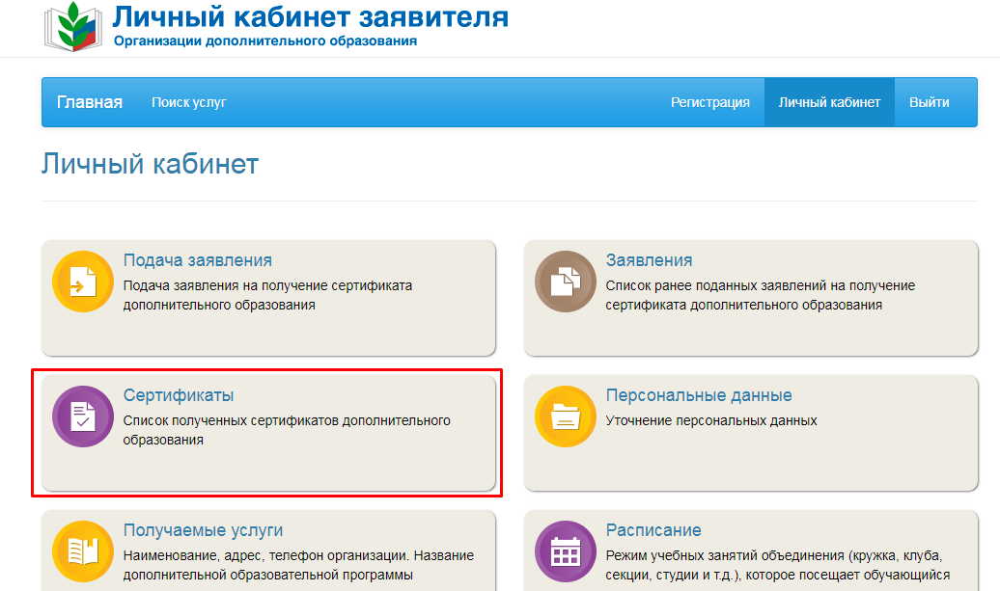 Личный кабинет заявителя
Организации дополнительного образования
Главная Поиск услуг Регистрация Личный кабинет Выйти
Личный кабинет
Подача заявления
Подача заявления на получение сертификата
дополнительного образования
Заявления
Список ранее поданных заявлений на получение
сертификата дополнительного образования
Сертификаты
Список полученных сертификатов дополнительного
образования
Персональные данные
Уточнение персональных данных
Получаемые услуги
Наименование, адрес, телефон организации. Название
дополнительной образовательной программы
Расписание
Режим учебных занятий объединения (кружка, клуба,
секции, студии и т.д.), которое посещает обучающийся